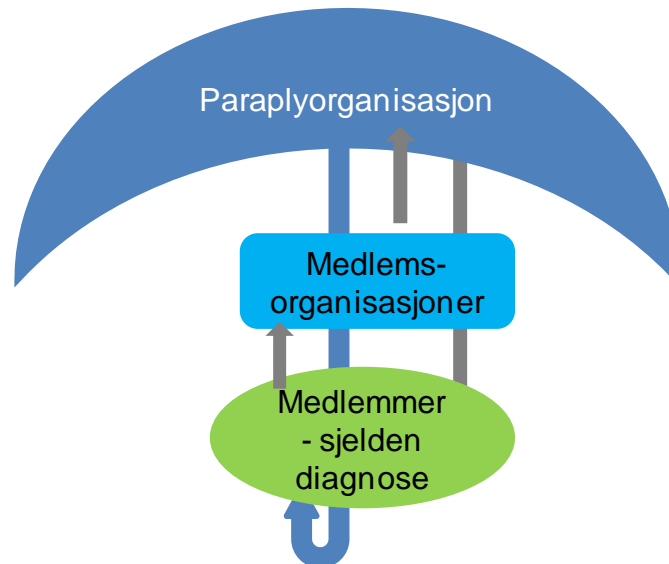 Paraplyorganisasjon
Medlems-
organisasjoner
Medlemmer
- sjelden
diagnose